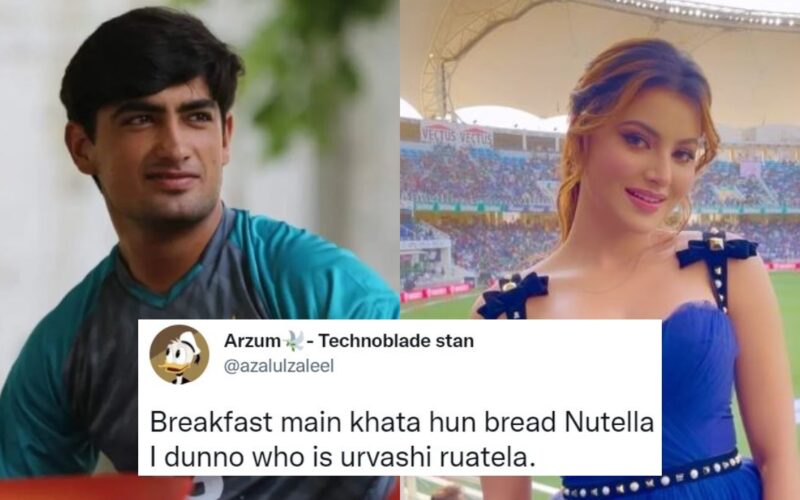 VECTUS VECTUS
Arzum🕊️- Technoblade stan
@azalulzaleel
Breakfast main khata hun bread Nutella
I dunno who is urvashi ruatela.